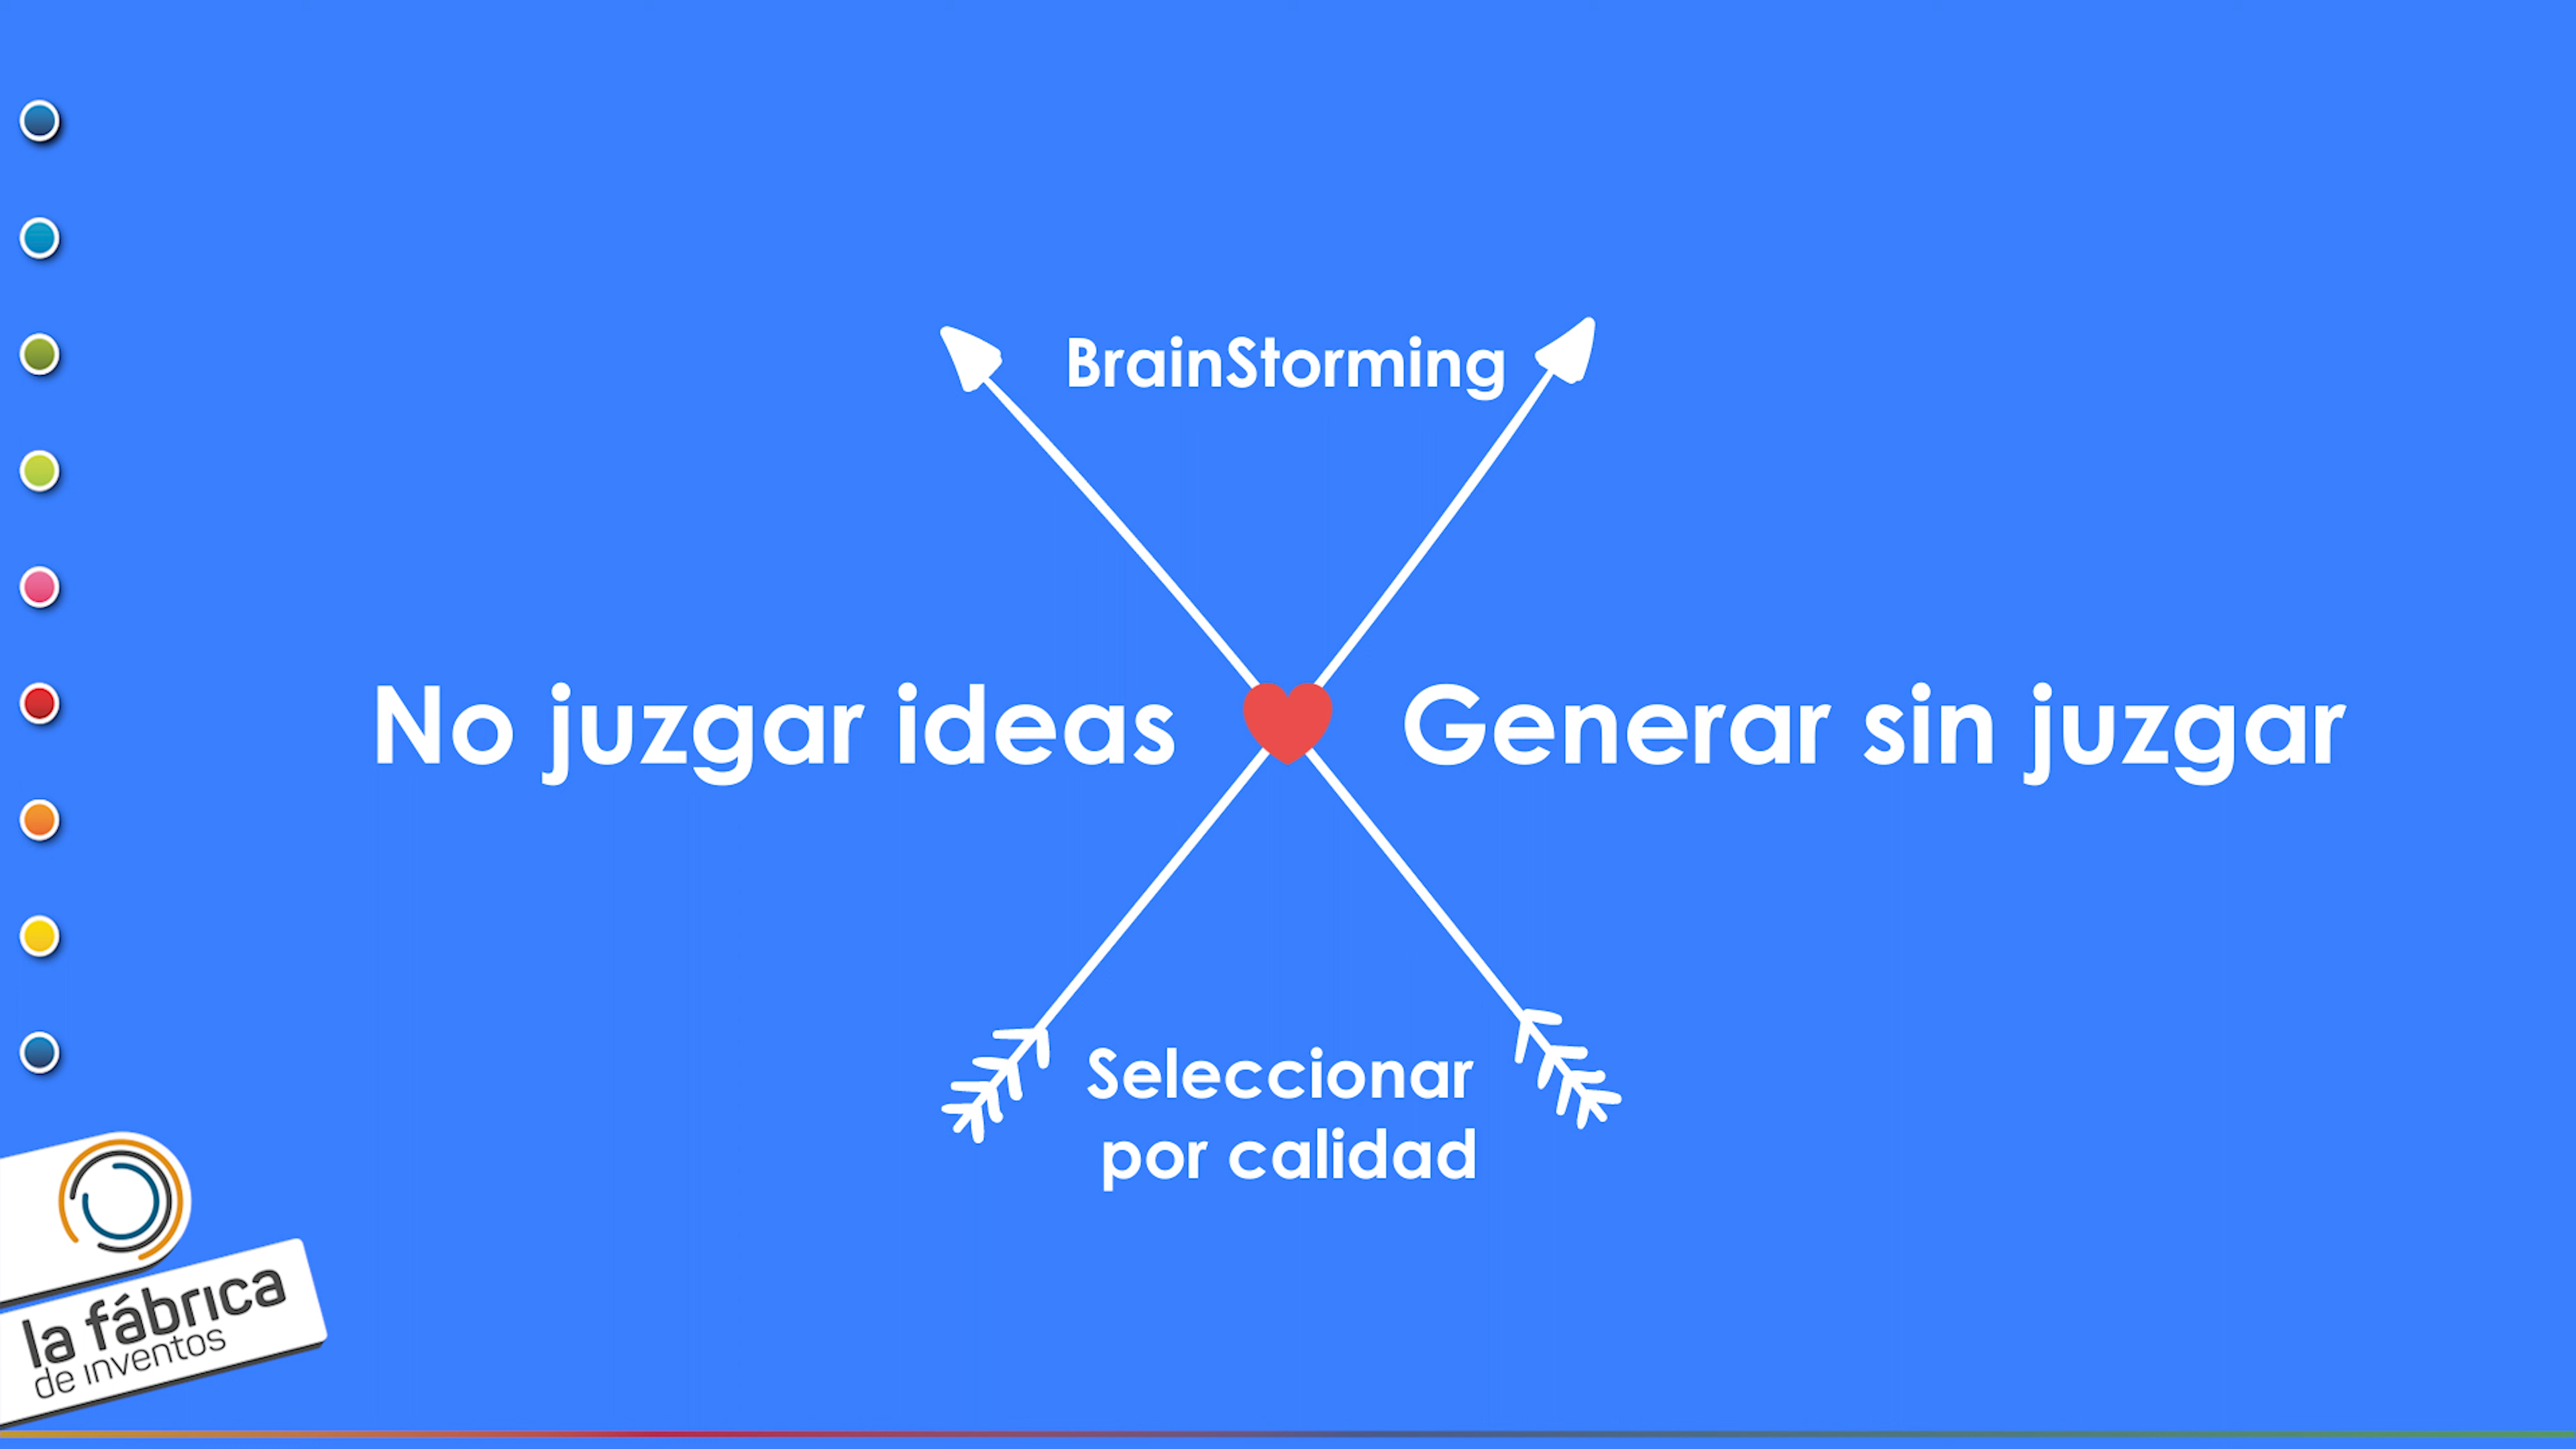 BrainStorming
No juzgar ideas
Generar sin juzgar
Seleccionar
por calidad
la fábrica
de inventos